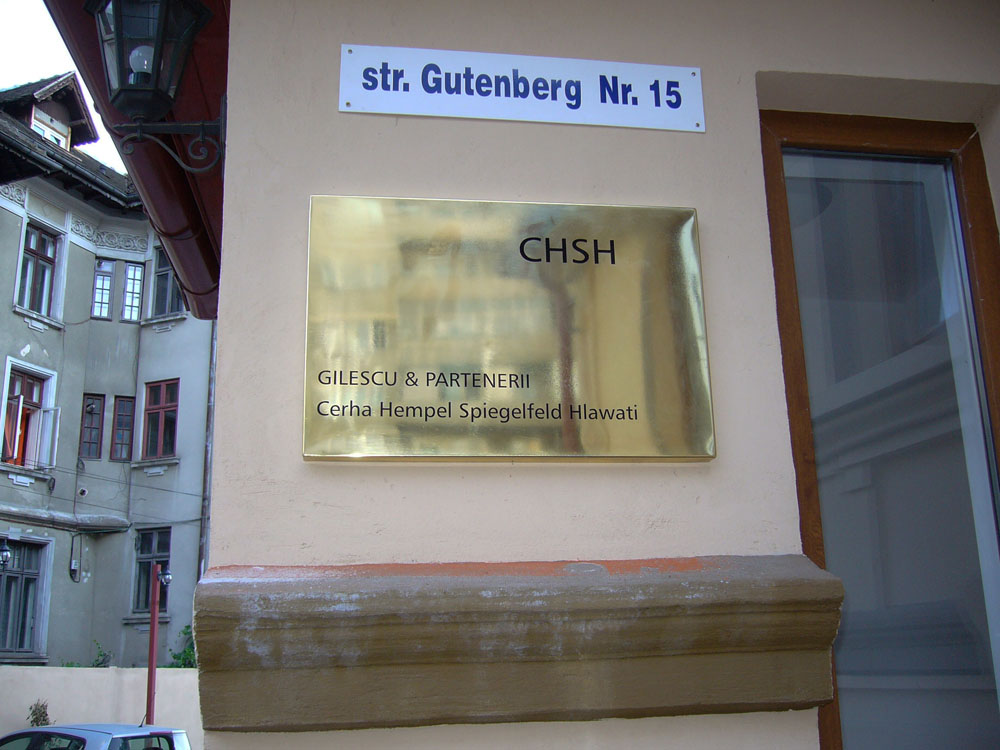 str. Gutenberg Nr. 15
CHSH
GILESCU & PARTENERII
Cerha Hempel Spiegelfeld Hlawati